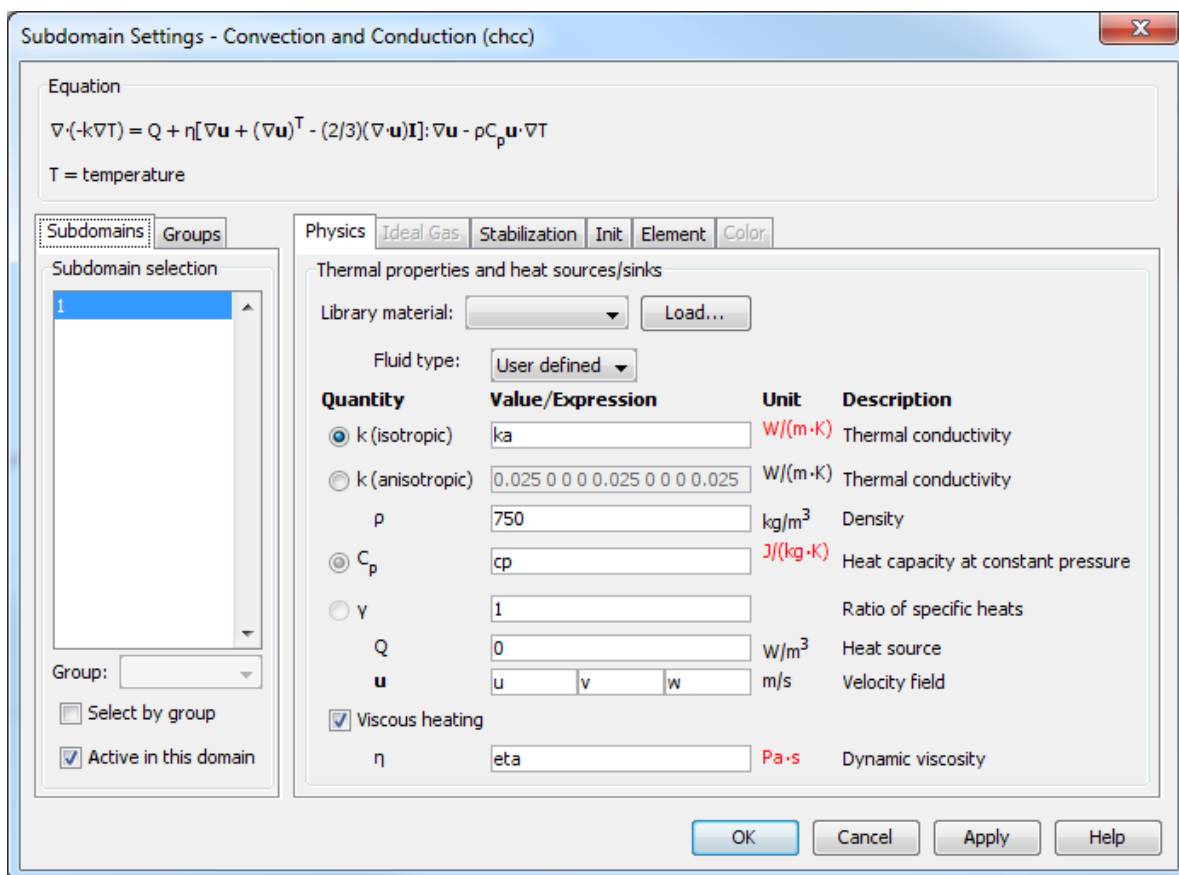 Subdomain Settings - Convection and Conduction (chcc)
Equation
∇·(-k∇T) = Q + η[∇u + (∇u)ᵀ - (2/3)(∇·u)I]:∇u - ρCₚu·∇T
T = temperature
Subdomains Groups
Subdomain selection
1
Group:
Select by group
Active in this domain
Physics Ideal Gas Stabilization Init Element Color
Thermal properties and heat sources/sinks
Library material: Load...
Fluid type: User defined
Quantity Value/Expression Unit Description
k (isotropic) ka W/(m·K) Thermal conductivity
k (anisotropic) 0.025 0 0 0 0.025 0 0 0 0.025 W/(m·K) Thermal conductivity
ρ 750 kg/m³ Density
Cₚ cp J/(kg·K) Heat capacity at constant pressure
γ 1 Ratio of specific heats
Q 0 W/m³ Heat source
u u v w m/s Velocity field
Viscous heating
η eta Pa·s Dynamic viscosity
OK Cancel Apply Help